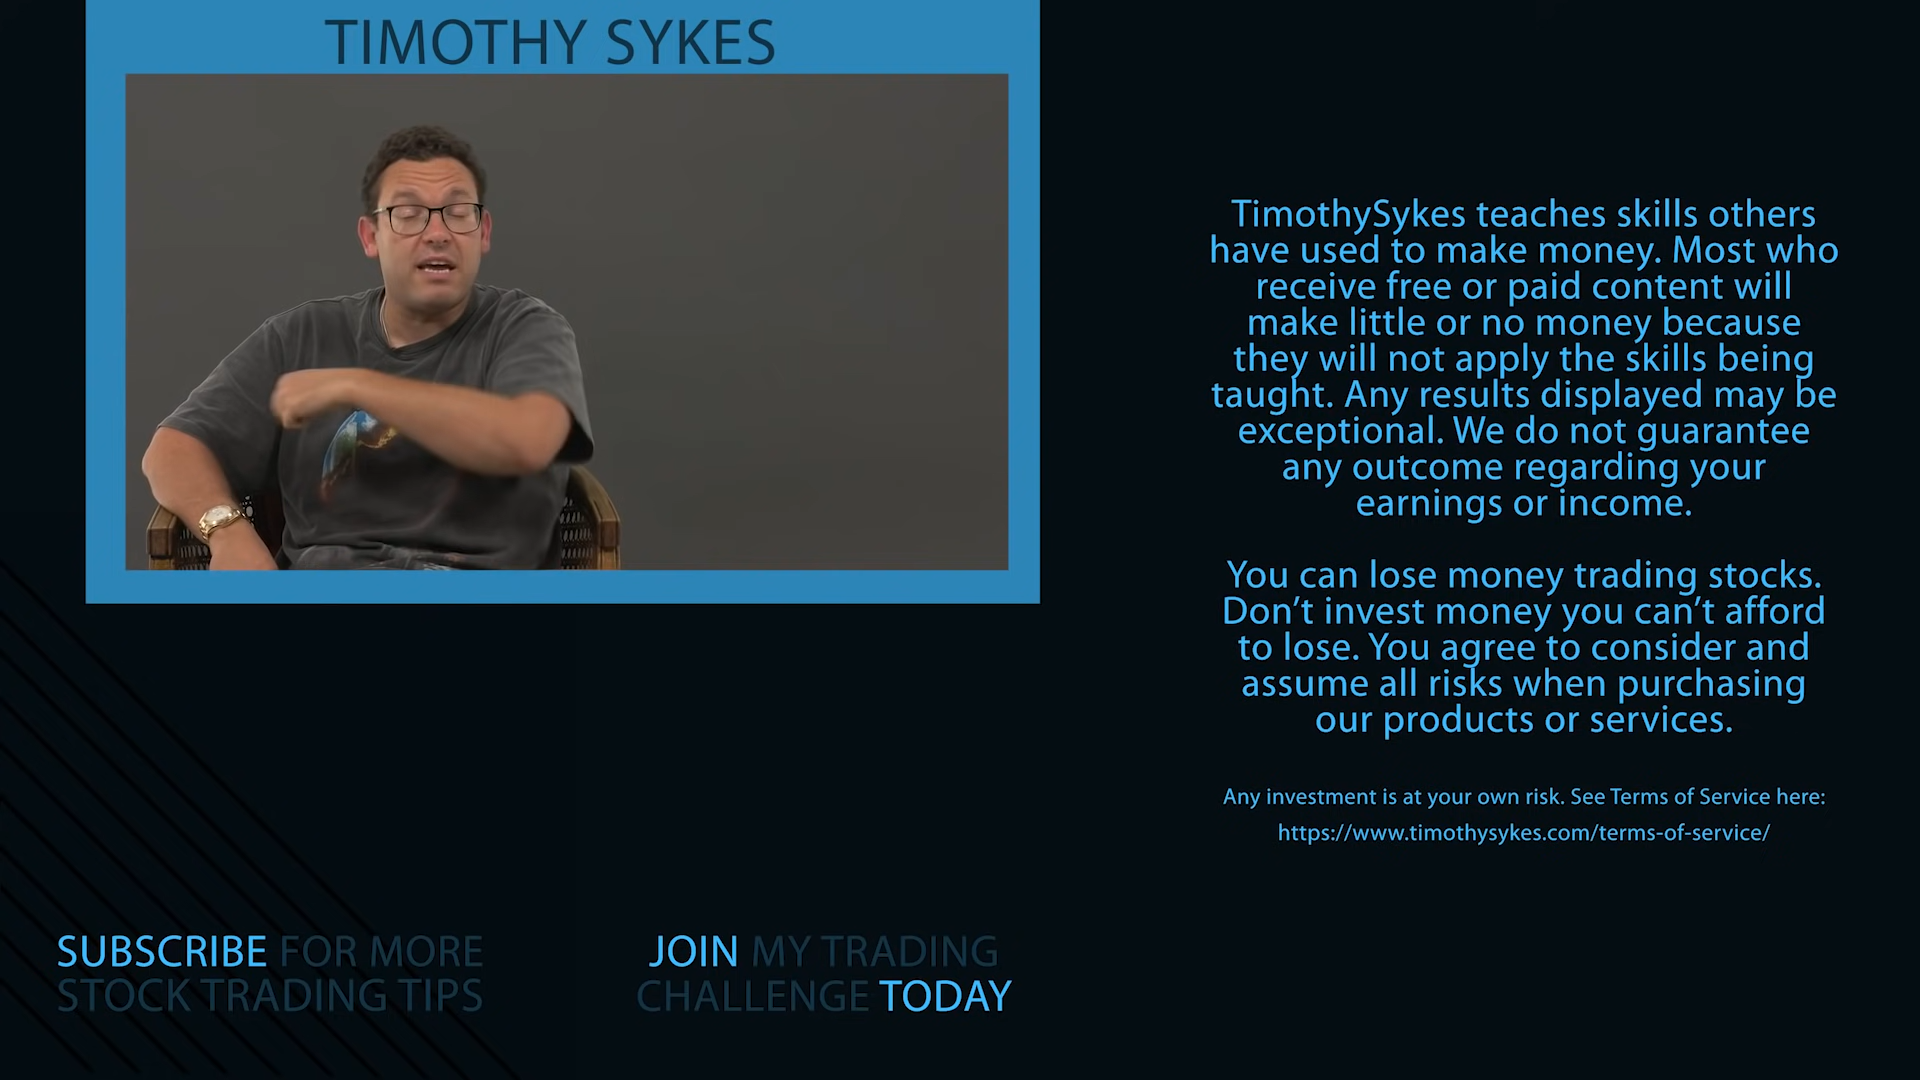 TIMOTHY SYKES
TimothySykes teaches skills others
have used to make money. Most who
receive free or paid content will
make little or no money because
they will not apply the skills being
taught. Any results displayed may be
exceptional. We do not guarantee
any outcome regarding your
earnings or income.
You can lose money trading stocks.
Don’t invest money you can’t afford
to lose. You agree to consider and
assume all risks when purchasing
our products or services.
Any investment is at your own risk. See Terms of Service here:
https://www.timothysykes.com/terms-of-service/
SUBSCRIBE FOR MORE
STOCK TRADING TIPS
JOIN MY TRADING
CHALLENGE TODAY